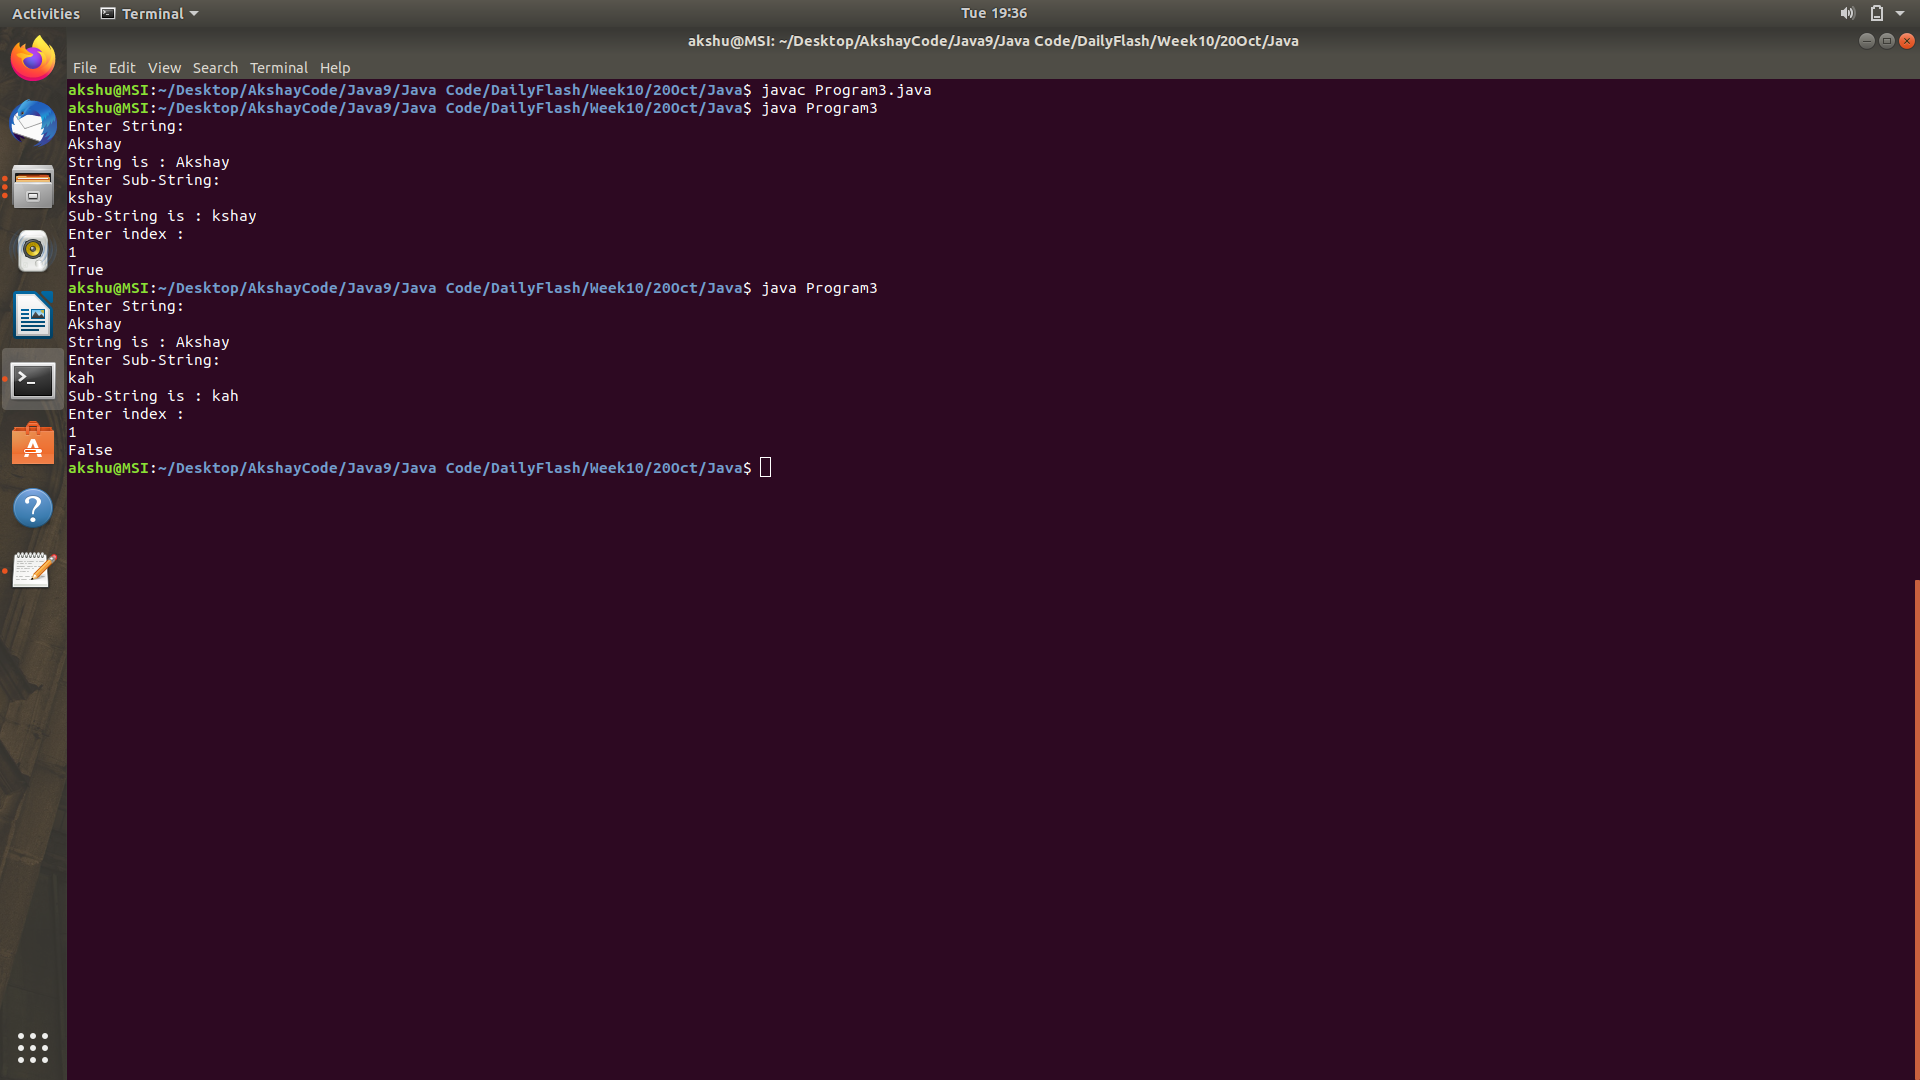 Activities Terminal Tue 19:36
akshu@MSI: ~/Desktop/AkshayCode/Java9/Java Code/DailyFlash/Week10/20Oct/Java
File Edit View Search Terminal Help
akshu@MSI:~/Desktop/AkshayCode/Java9/Java Code/DailyFlash/Week10/20Oct/Java$ javac Program3.java
akshu@MSI:~/Desktop/AkshayCode/Java9/Java Code/DailyFlash/Week10/20Oct/Java$ java Program3
Enter String:
Akshay
String is : Akshay
Enter Sub-String:
kshay
Sub-String is : kshay
Enter index :
1
True
akshu@MSI:~/Desktop/AkshayCode/Java9/Java Code/DailyFlash/Week10/20Oct/Java$ java Program3
Enter String:
Akshay
String is : Akshay
Enter Sub-String:
kah
Sub-String is : kah
Enter index :
1
False
akshu@MSI:~/Desktop/AkshayCode/Java9/Java Code/DailyFlash/Week10/20Oct/Java$